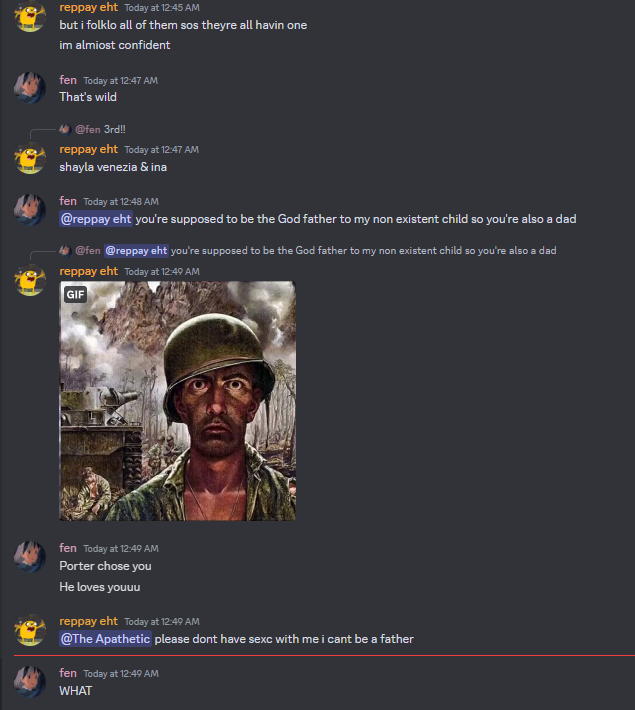 reppay eht Today at 12:45 AM
but i folklo all of them sos theyre all havin one
im almiost confident
fen Today at 12:47 AM
That's wild
@fen 3rd!!
reppay eht Today at 12:47 AM
shayla venezia & ina
fen Today at 12:48 AM
@reppay eht you're supposed to be the God father to my non existent child so you're also a dad
@fen @reppay eht you're supposed to be the God father to my non existent child so you're also a dad
reppay eht Today at 12:49 AM
GIF
fen Today at 12:49 AM
Porter chose you
He loves youuu
reppay eht Today at 12:49 AM
@The Apathetic please dont have sexc with me i cant be a father
fen Today at 12:49 AM
WHAT